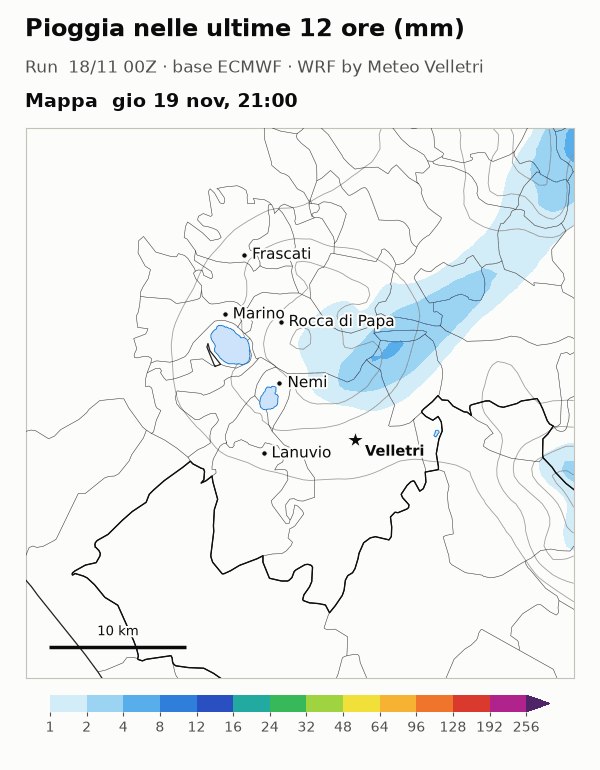 Pioggia nelle ultime 12 ore (mm)
Run  18/11 00Z · base ECMWF · WRF by Meteo Velletri
Mappa  gio 19 nov, 21:00
Frascati
Marino
Rocca di Papa
Nemi
Velletri
Lanuvio
10 km
1 2 4 8 12 16 24 32 48 64 96 128 192 256